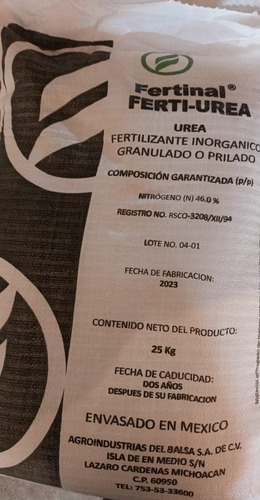 Fertinal®
FERTI-UREA
UREA
FERTILIZANTE INORGANICO
GRANULADO O PRILADO
COMPOSICIÓN GARANTIZADA (p/p)
NITRÓGENO (N) 46.0 %
REGISTRO NO. RSCO-3208/XII/94
LOTE NO. 04-01
FECHA DE FABRICACION:
2023
CONTENIDO NETO DEL PRODUCTO:
25 Kg
FECHA DE CADUCIDAD:
DOS AÑOS
DESPUES DE SU FABRICACION
ENVASADO EN MEXICO
AGROINDUSTRIAS DEL BALSA S.A. DE C.V.
ISLA DE EN MEDIO S/N
LAZARO CARDENAS MICHOACAN
C.P. 60950
TEL: 753-53-33600